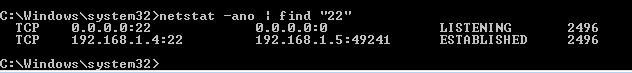 C:\Windows\system32>netstat -ano | find "22"
  TCP    0.0.0.0:22             0.0.0.0:0              LISTENING       2496
  TCP    192.168.1.4:22         192.168.1.5:49241      ESTABLISHED     2496
C:\Windows\system32>